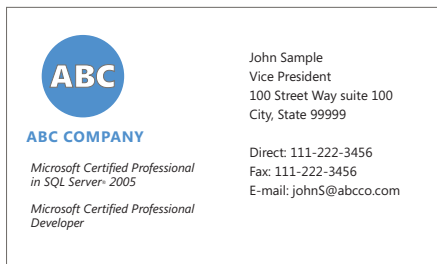 ABC
ABC COMPANY
Microsoft Certified Professional
in SQL Server® 2005
Microsoft Certified Professional
Developer
John Sample
Vice President
100 Street Way suite 100
City, State 99999
Direct: 111-222-3456
Fax: 111-222-3456
E-mail: johnS@abcco.com